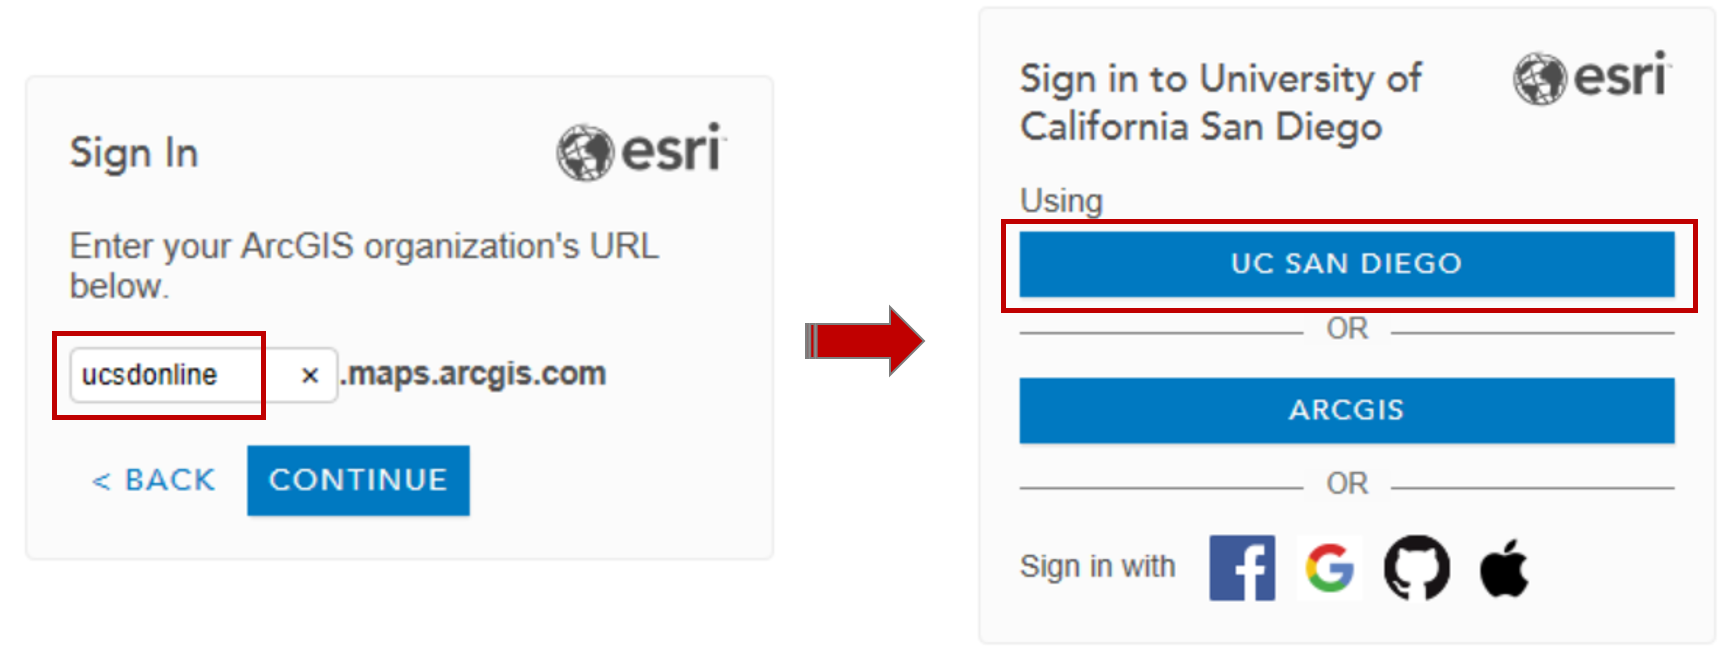 Sign In
esri
Enter your ArcGIS organization's URL
below.
ucsdonline × .maps.arcgis.com
< BACK CONTINUE
Sign in to University of
California San Diego
esri
Using
UC SAN DIEGO
OR
ARCGIS
OR
Sign in with